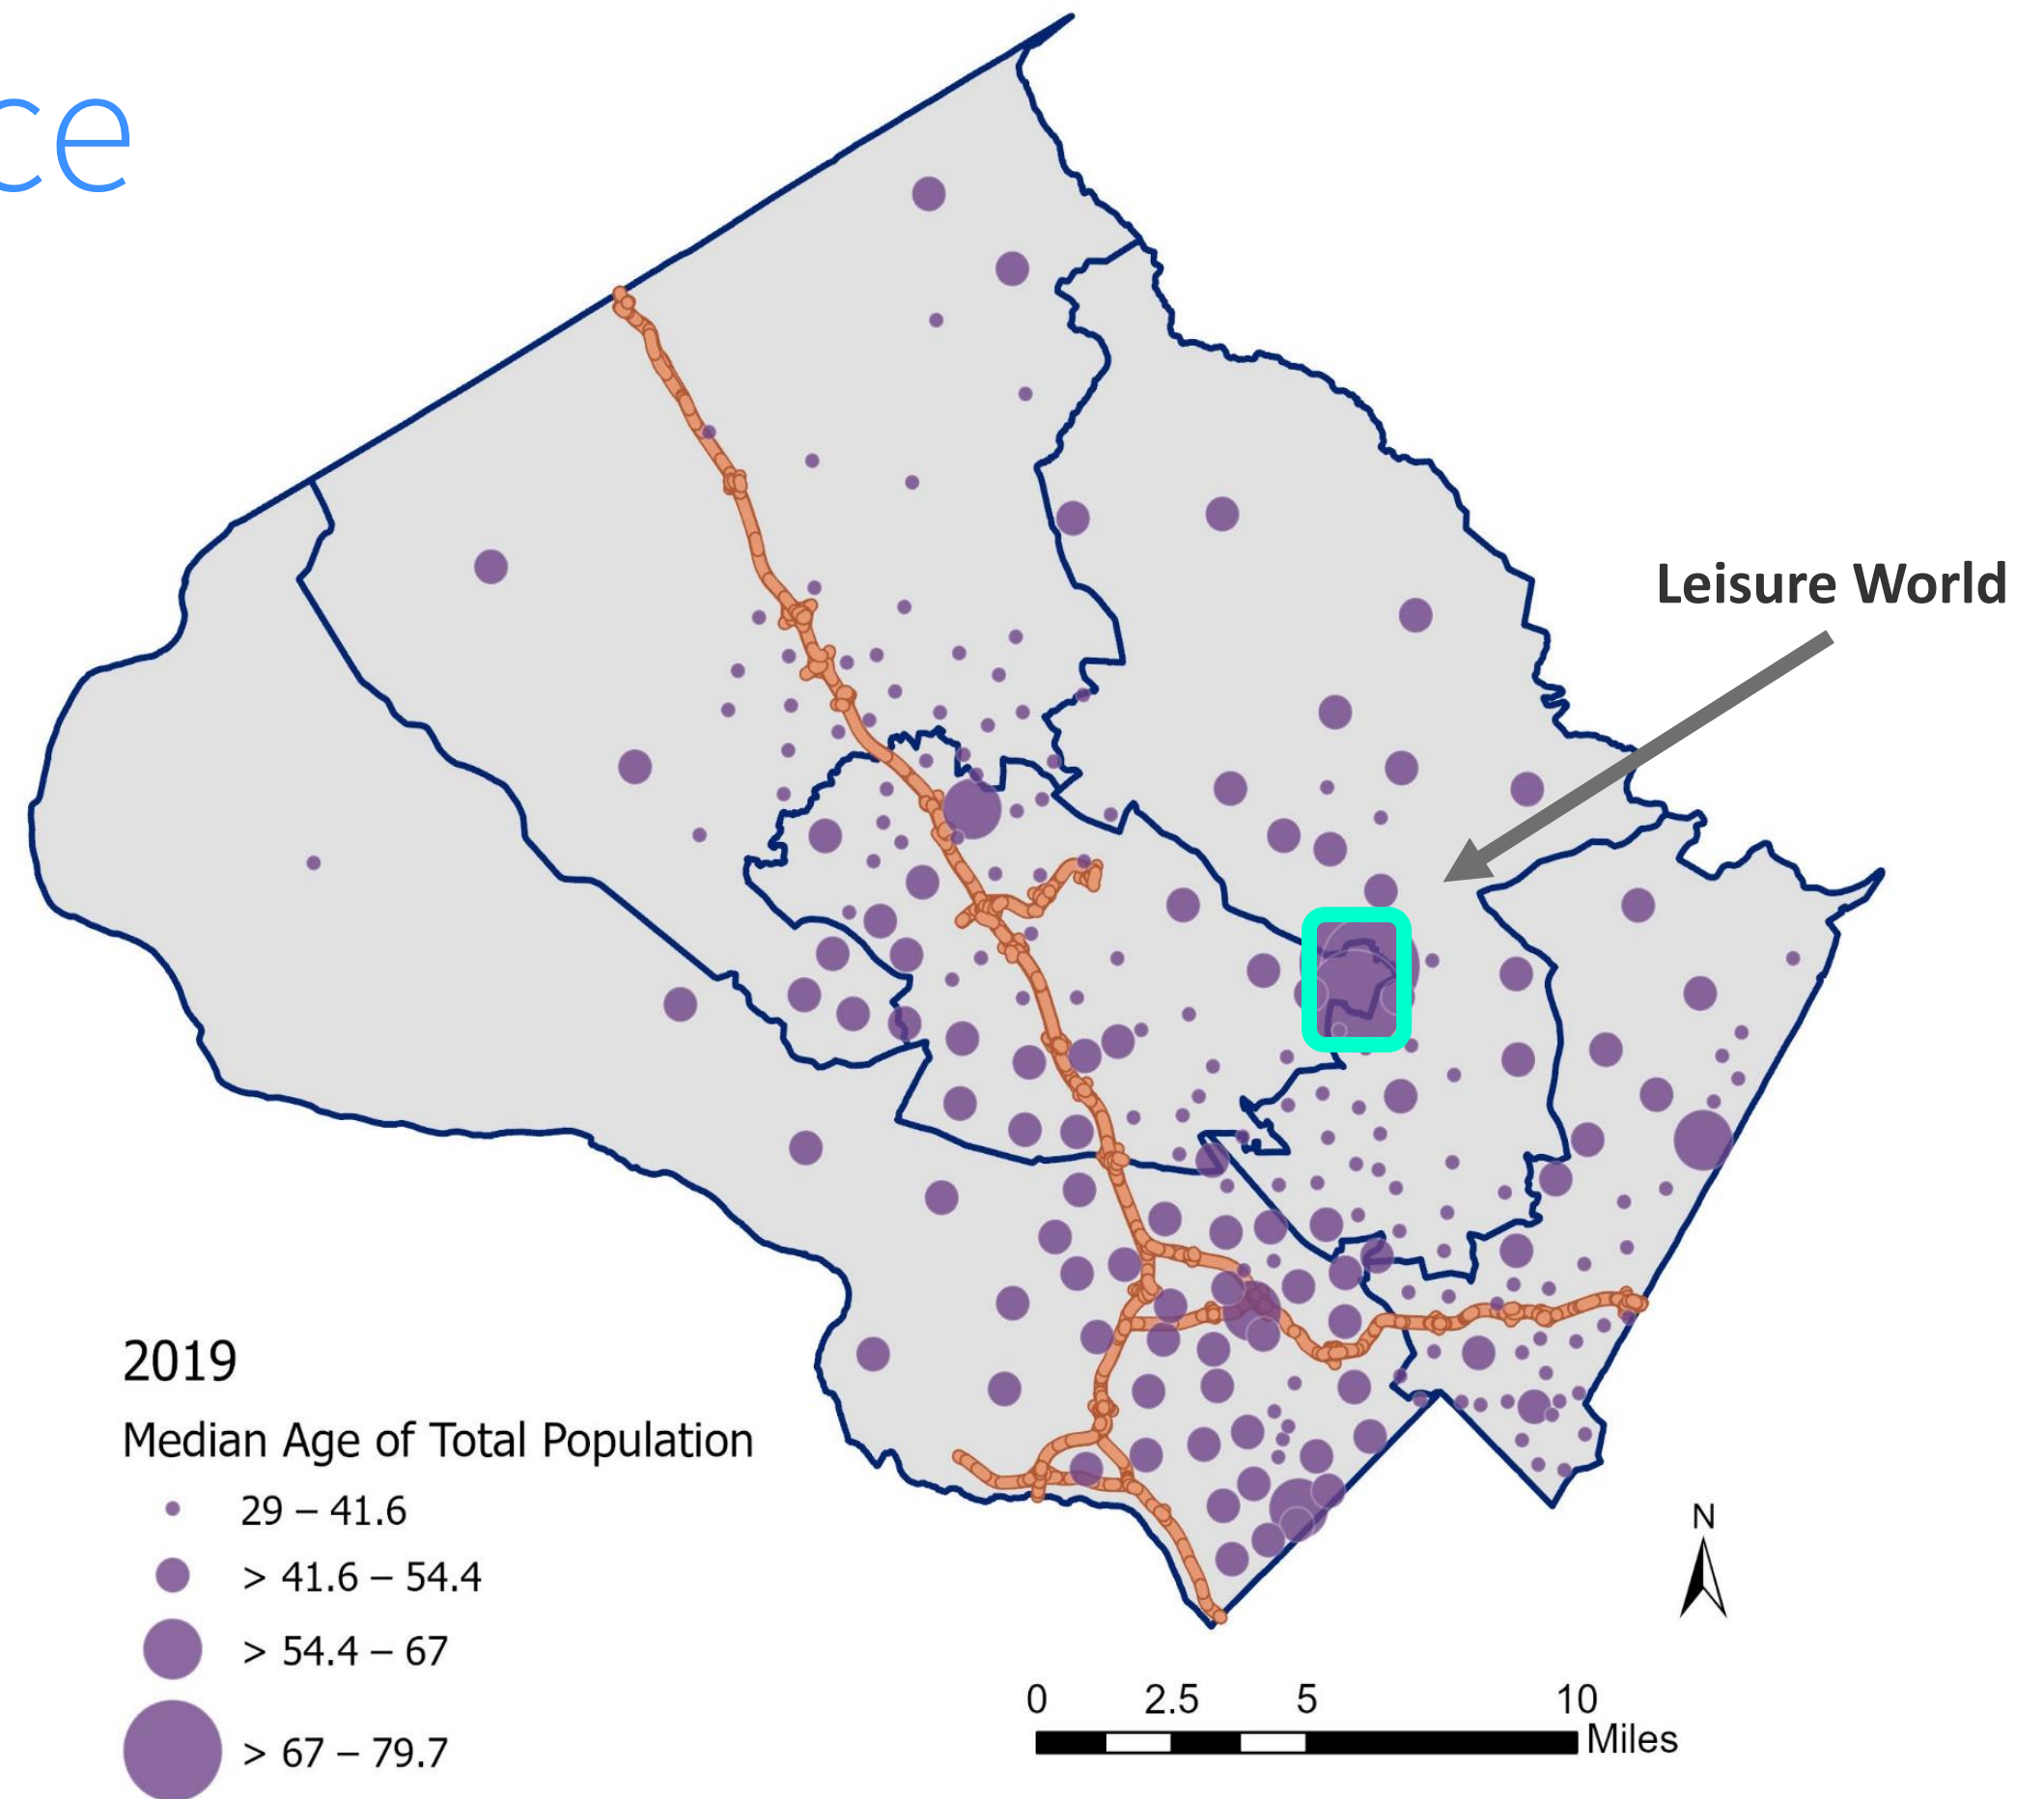 ce
Leisure World
2019
Median Age of Total Population
29 – 41.6
> 41.6 – 54.4
> 54.4 – 67
> 67 – 79.7
N
0 2.5 5 10
Miles